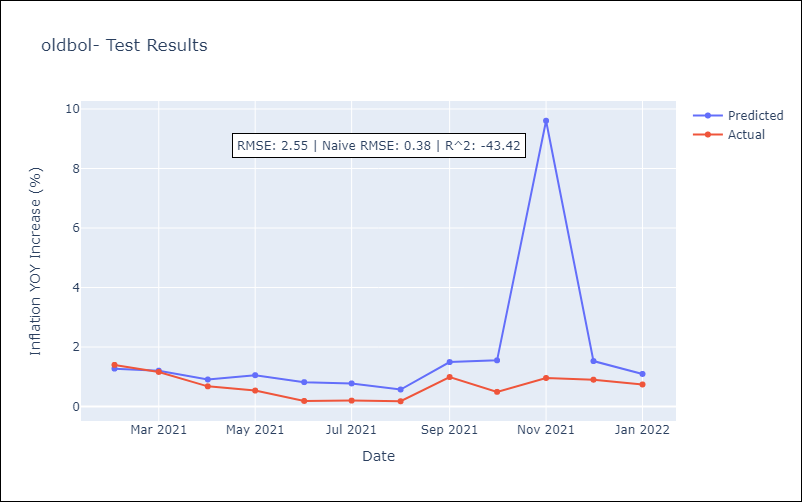 oldbol- Test Results
Predicted
Actual
RMSE: 2.55 | Naive RMSE: 0.38 | R^2: -43.42
Inflation YOY Increase (%)
10
8
6
4
2
0
Mar 2021
May 2021
Jul 2021
Sep 2021
Nov 2021
Jan 2022
Date